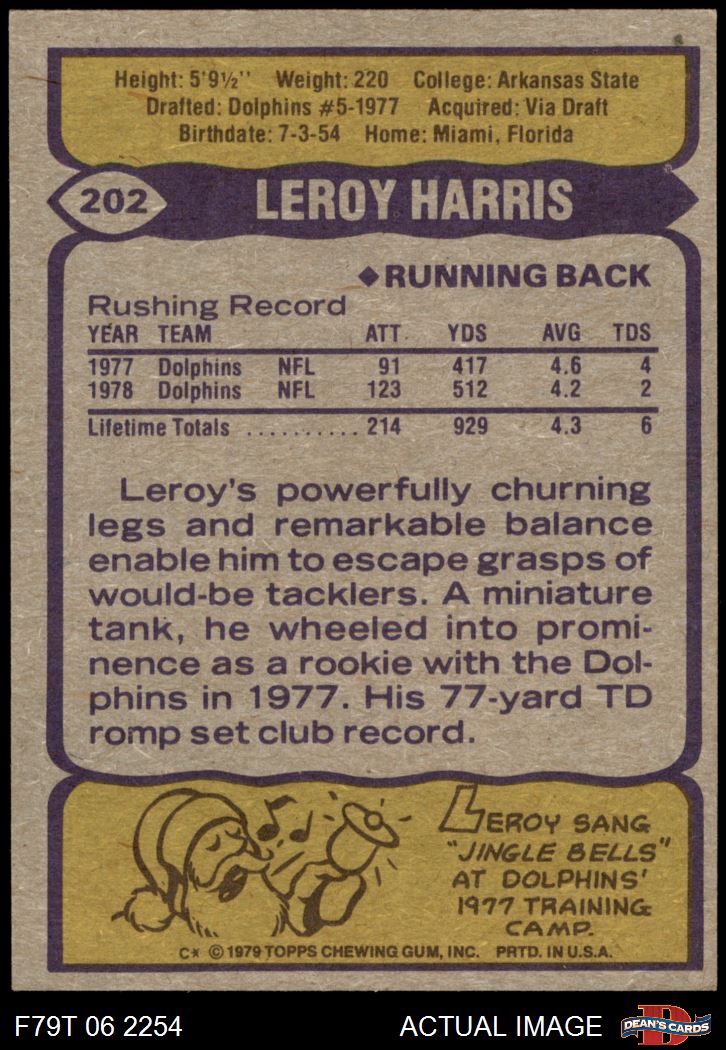 Height: 5'9½'' Weight: 220 College: Arkansas State
Drafted: Dolphins #5-1977 Acquired: Via Draft
Birthdate: 7-3-54 Home: Miami, Florida
202 LEROY HARRIS
◆RUNNING BACK
Rushing Record
YEAR TEAM ATT YDS AVG TDS
1977 Dolphins NFL 91 417 4.6 4
1978 Dolphins NFL 123 512 4.2 2
Lifetime Totals .......... 214 929 4.3 6
Leroy's powerfully churning
legs and remarkable balance
enable him to escape grasps of
would-be tacklers. A miniature
tank, he wheeled into promi-
nence as a rookie with the Dol-
phins in 1977. His 77-yard TD
romp set club record.
LEROY SANG
"JINGLE BELLS"
AT DOLPHINS'
1977 TRAINING
CAMP.
C* © 1979 TOPPS CHEWING GUM, INC. PRTD. IN U.S.A.
F79T 06 2254 ACTUAL IMAGE D DEAN'S CARDS